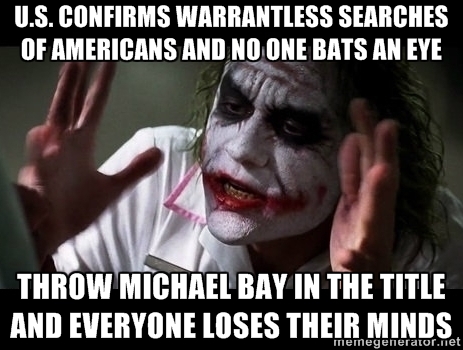 U.S. CONFIRMS WARRANTLESS SEARCHES
OF AMERICANS AND NO ONE BATS AN EYE
THROW MICHAEL BAY IN THE TITLE
AND EVERYONE LOSES THEIR MINDS
memegenerator.net